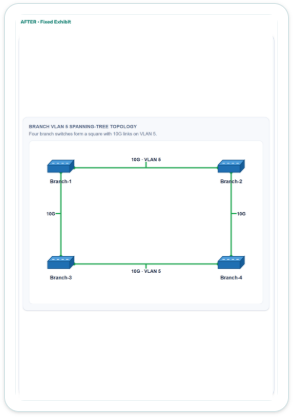 AFTER - Fixed Exhibit
BRANCH VLAN 5 SPANNING-TREE TOPOLOGY
Four branch switches form a square with 10G links on VLAN 5.
10G - VLAN 5
Branch-1
Branch-2
10G
10G
Branch-3
10G - VLAN 5
Branch-4